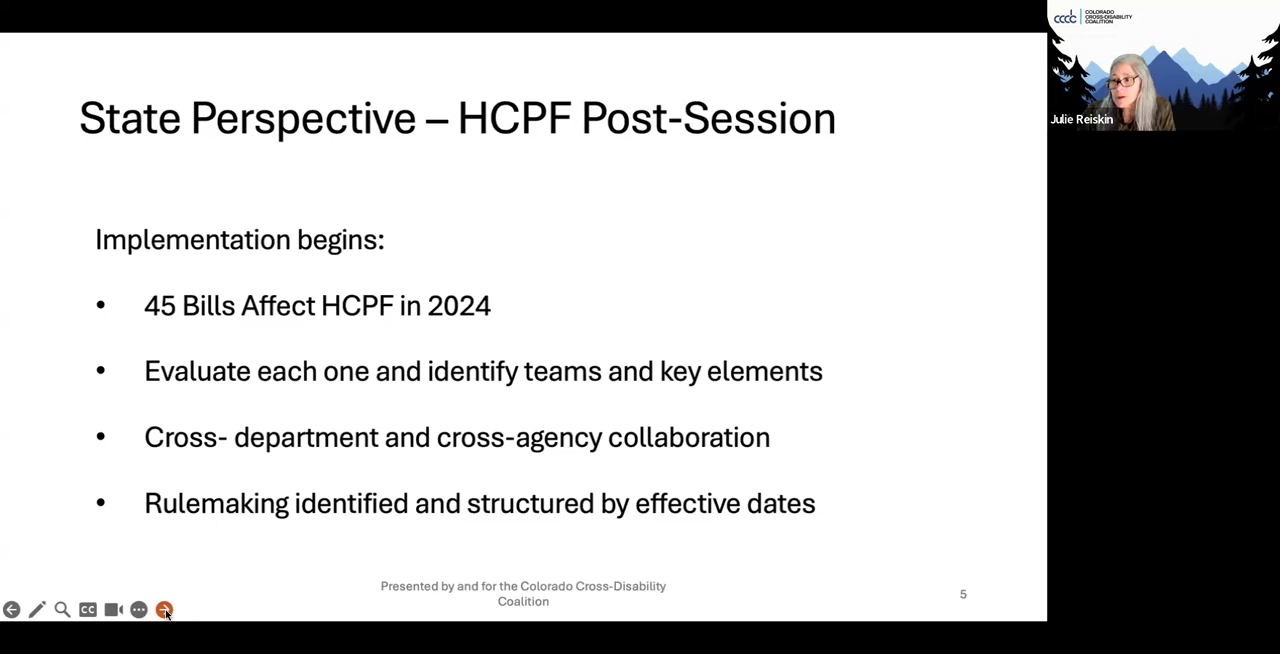 State Perspective – HCPF Post-Session
Implementation begins:
• 45 Bills Affect HCPF in 2024
• Evaluate each one and identify teams and key elements
• Cross- department and cross-agency collaboration
• Rulemaking identified and structured by effective dates
Presented by and for the Colorado Cross-Disability
Coalition
5
CC
cccdc
COLORADO
CROSS-DISABILITY
COALITION
Julie Reiskin